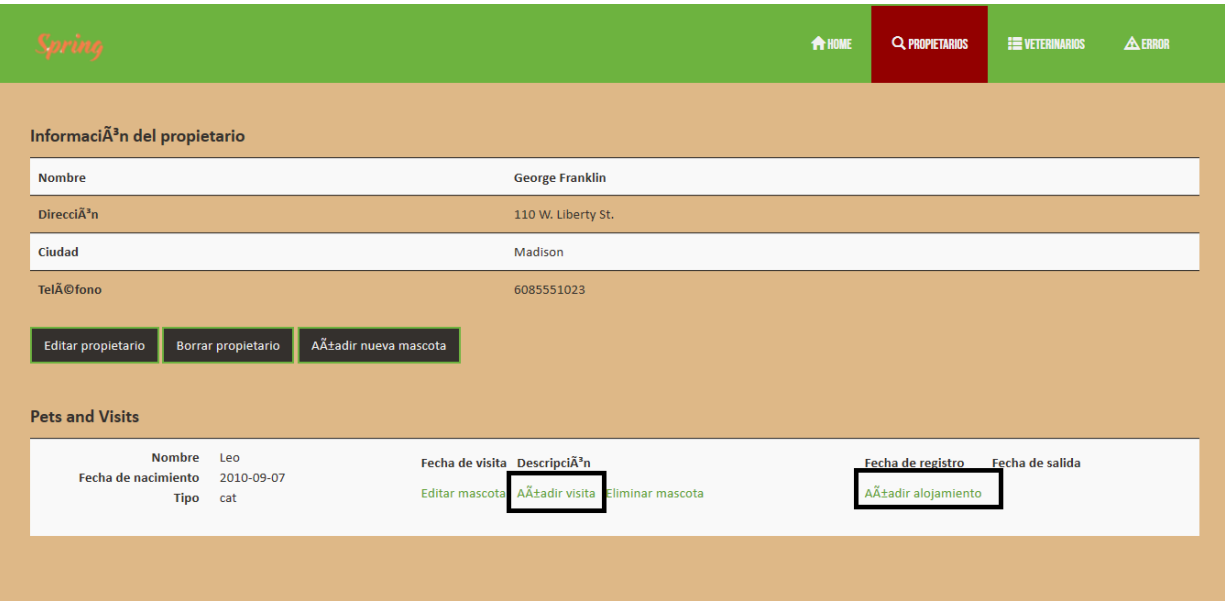 Spring
HOME
PROPIETARIOS
VETERINARIOS
ERROR
InformaciÃ³n del propietario
Nombre George Franklin
DirecciÃ³n 110 W. Liberty St.
Ciudad Madison
TelÃ©fono 6085551023
Editar propietario
Borrar propietario
AÃ±adir nueva mascota
Pets and Visits
Nombre Leo
Fecha de nacimiento 2010-09-07
Tipo cat
Fecha de visita DescripciÃ³n
Editar mascota AÃ±adir visita Eliminar mascota
Fecha de registro Fecha de salida
AÃ±adir alojamiento